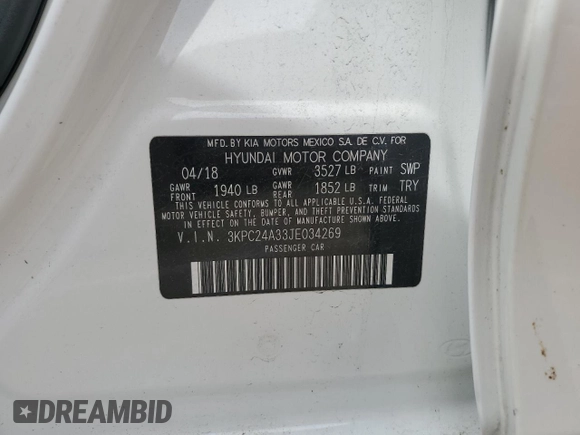 MFD. BY KIA MOTORS MEXICO S.A. DE C.V. FOR
HYUNDAI MOTOR COMPANY
04/18 GVWR 3527 LB PAINT SWP
GAWR FRONT 1940 LB GAWR REAR 1852 LB TRIM TRY
THIS VEHICLE CONFORMS TO ALL APPLICABLE U.S.A. FEDERAL
MOTOR VEHICLE SAFETY, BUMPER, AND THEFT PREVENTION STANDARDS
IN EFFECT ON THE DATE OF MANUFACTURE SHOWN ABOVE.
V.I.N. 3KPC24A33JE034269
PASSENGER CAR
DREAMBID